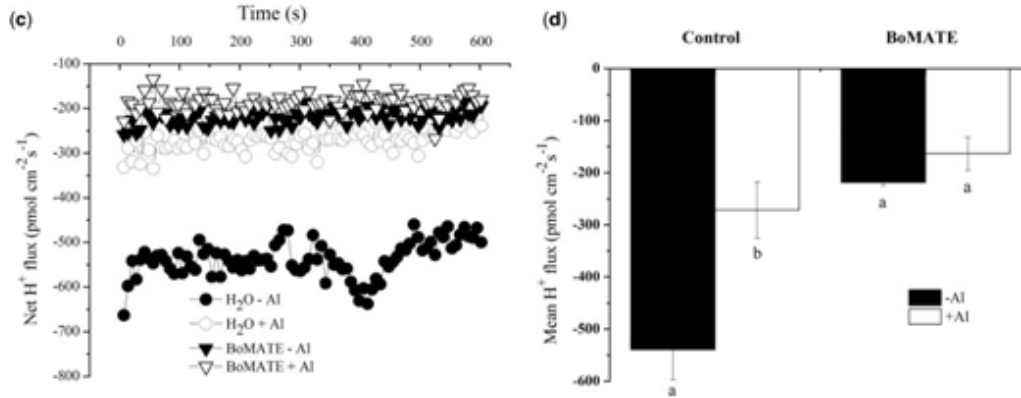 (c)
Time (s)
0 100 200 300 400 500 600
-100
-200
-300
-400
-500
-600
-700
-800
Net H⁺ flux (pmol cm⁻² s⁻¹)
H₂O - Al
H₂O + Al
BoMATE - Al
BoMATE + Al
(d)
Control BoMATE
0
-100
-200
-300
-400
-500
-600
Mean H⁺ flux (pmol cm⁻² s⁻¹)
a
b
a
a
-Al
+Al